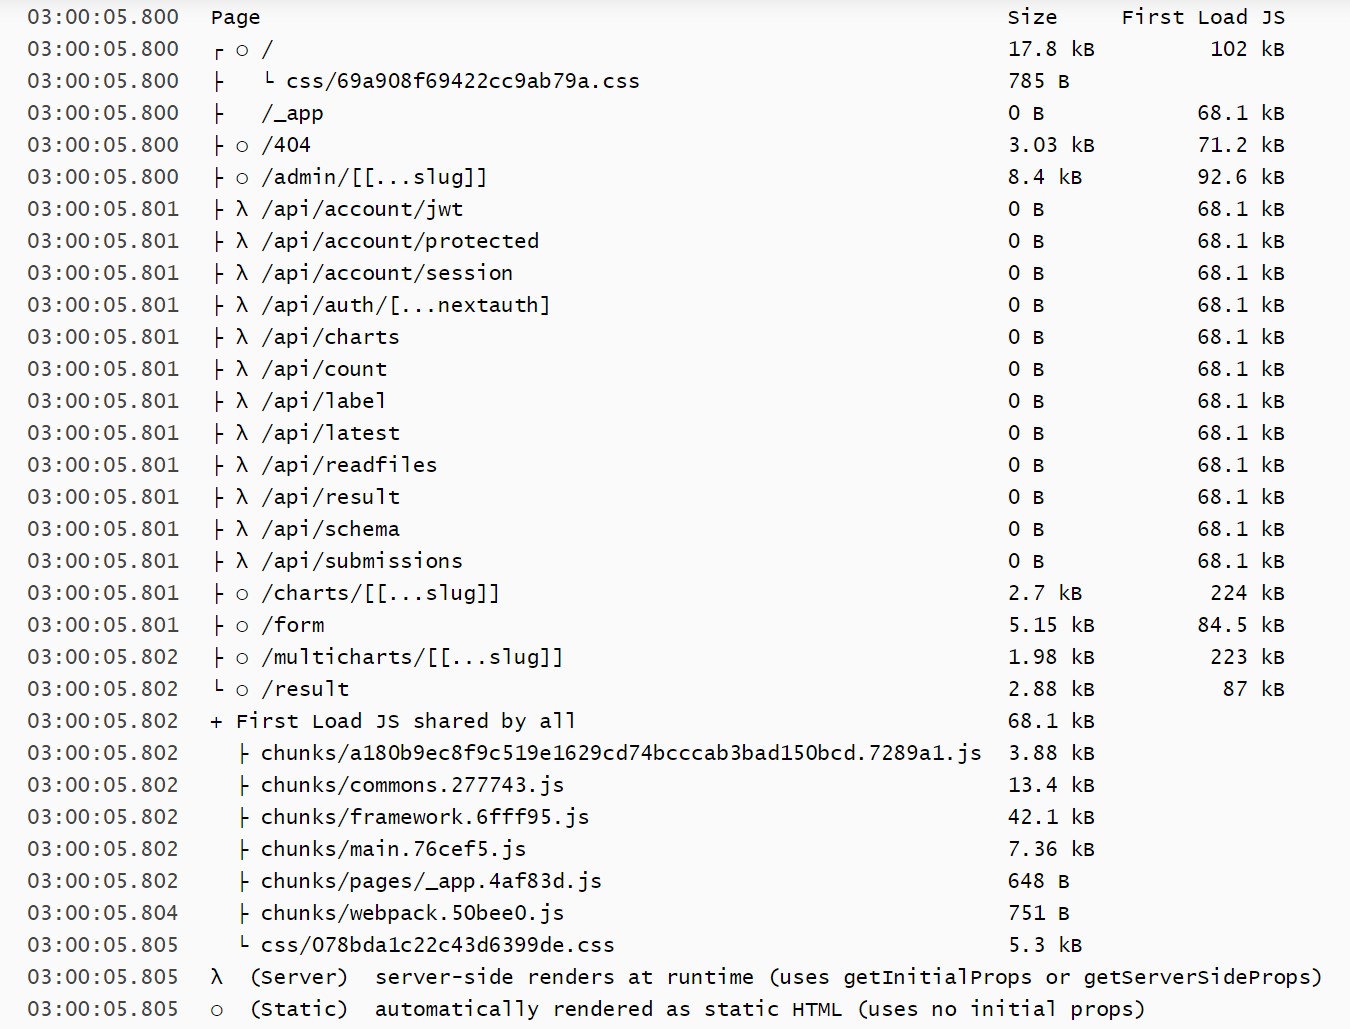 03:00:05.800 Page Size First Load JS
03:00:05.800 ┌ ○ / 17.8 kB 102 kB
03:00:05.800 ├ └ css/69a908f69422cc9ab79a.css 785 B
03:00:05.800 ├ /_app 0 B 68.1 kB
03:00:05.800 ├ ○ /404 3.03 kB 71.2 kB
03:00:05.800 ├ ○ /admin/[[...slug]] 8.4 kB 92.6 kB
03:00:05.801 ├ λ /api/account/jwt 0 B 68.1 kB
03:00:05.801 ├ λ /api/account/protected 0 B 68.1 kB
03:00:05.801 ├ λ /api/account/session 0 B 68.1 kB
03:00:05.801 ├ λ /api/auth/[...nextauth] 0 B 68.1 kB
03:00:05.801 ├ λ /api/charts 0 B 68.1 kB
03:00:05.801 ├ λ /api/count 0 B 68.1 kB
03:00:05.801 ├ λ /api/label 0 B 68.1 kB
03:00:05.801 ├ λ /api/latest 0 B 68.1 kB
03:00:05.801 ├ λ /api/readfiles 0 B 68.1 kB
03:00:05.801 ├ λ /api/result 0 B 68.1 kB
03:00:05.801 ├ λ /api/schema 0 B 68.1 kB
03:00:05.801 ├ λ /api/submissions 0 B 68.1 kB
03:00:05.801 ├ ○ /charts/[[...slug]] 2.7 kB 224 kB
03:00:05.801 ├ ○ /form 5.15 kB 84.5 kB
03:00:05.802 ├ ○ /multicharts/[[...slug]] 1.98 kB 223 kB
03:00:05.802 └ ○ /result 2.88 kB 87 kB
03:00:05.802 + First Load JS shared by all 68.1 kB
03:00:05.802 ├ chunks/a180b9ec8f9c519e1629cd74bcccab3bad150bcd.7289a1.js 3.88 kB
03:00:05.802 ├ chunks/commons.277743.js 13.4 kB
03:00:05.802 ├ chunks/framework.6fff95.js 42.1 kB
03:00:05.802 ├ chunks/main.76cef5.js 7.36 kB
03:00:05.802 ├ chunks/pages/_app.4af83d.js 648 B
03:00:05.804 ├ chunks/webpack.50bee0.js 751 B
03:00:05.805 └ css/078bda1c22c43d6399de.css 5.3 kB
03:00:05.805 λ (Server) server-side renders at runtime (uses getInitialProps or getServerSideProps)
03:00:05.805 ○ (Static) automatically rendered as static HTML (uses no initial props)